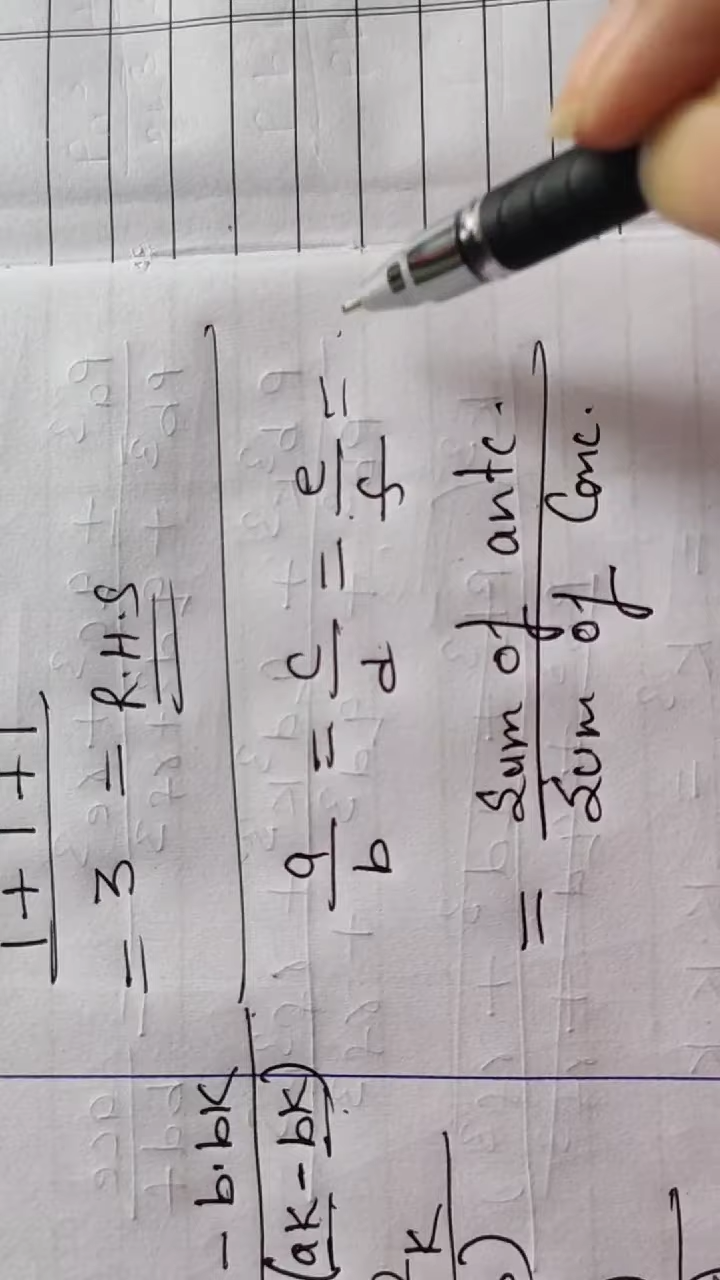 1 + 1 + 1
= 3 = R.H.S
a/b = c/d = e/f =
= Sum of antc. / Sum of Conc.
- b.bK
(aK - bK)
K
)